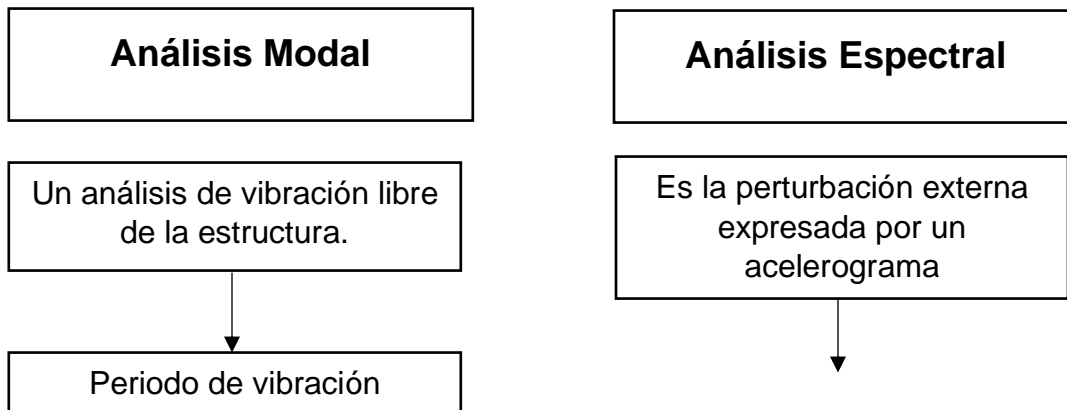 Análisis Modal
Un análisis de vibración libre
de la estructura.
Periodo de vibración
Análisis Espectral
Es la perturbación externa
expresada por un
acelerograma